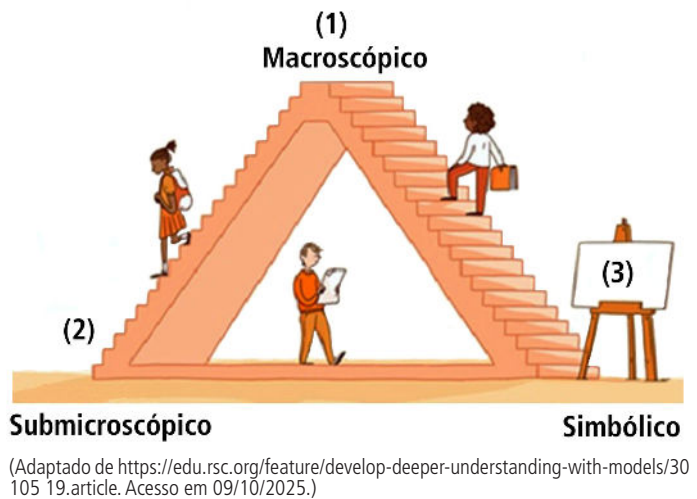 (1)
Macroscópico
(2)
(3)
Submicroscópico
Simbólico
(Adaptado de https://edu.rsc.org/feature/develop-deeper-understanding-with-models/30
105 19.article. Acesso em 09/10/2025.)